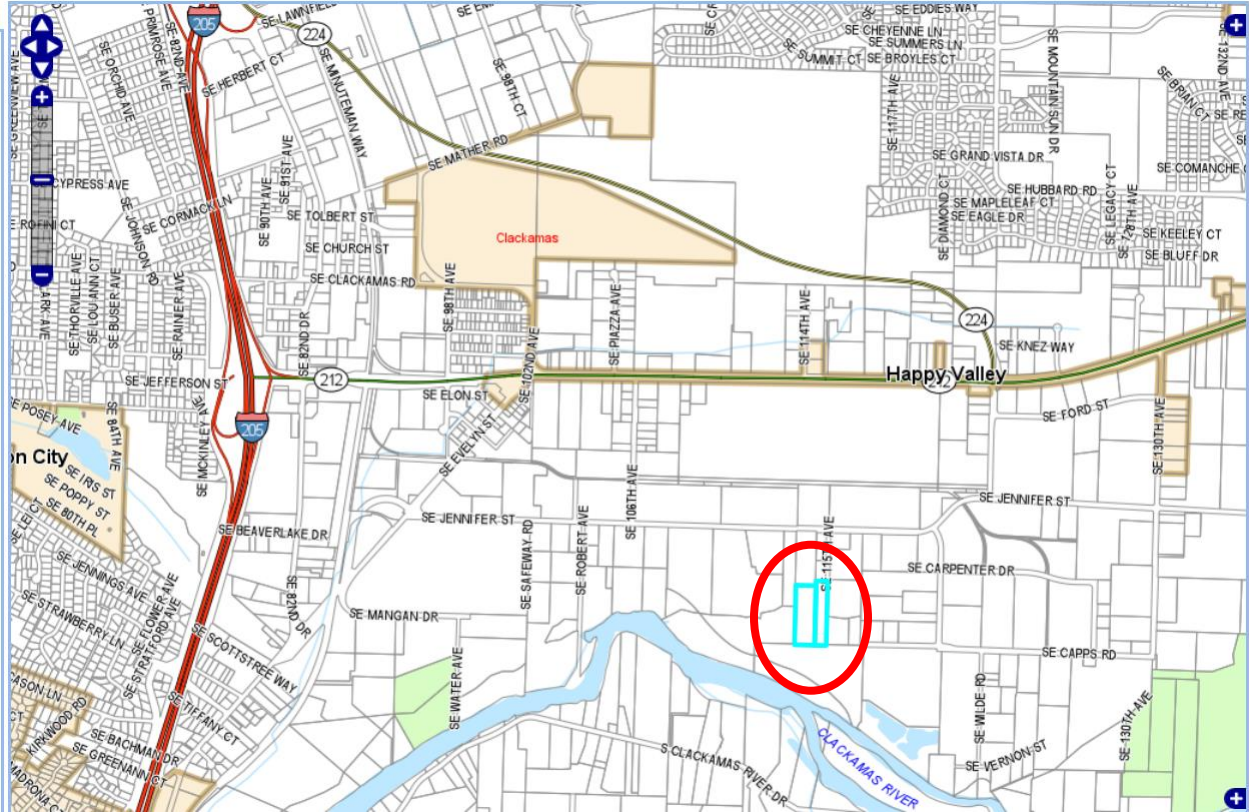 SE LAWNFIELD
SE EDDIES WAY
SE CHEYENNE LN
SE SUMMERS LN
SE BROYLES CT
SUMMIT CT
205
224
SE 82ND AVE
PRIMROSE AVE
SE ORCHID AVE
SE HERBERT CT
SE MINUTEMAN WAY
SE 98TH CT
SE 117TH AVE
SE MOUNTAIN SUN DR
SE 132ND AVE
SE BRIAN CT
SE MATHER RD
SE GRAND VISTA DR
SE COMANCHE
CYPRESS AVE
SE 91ST AVE
SE 90TH AVE
SE CORMACK LN
SE TOLBERT ST
SE HUBBARD RD
SE MAPLELEAF CT
SE EAGLE DR
SE DIAMOND CT
SE LEGACY CT
SE 128TH AVE
SE KEELEY CT
SE BLUFF DR
SE JOHNSON RD
SE CHURCH ST
Clackamas
SE CLACKAMAS RD
SE THORVILLE AVE
SE LOU ANN CT
SE BUSER AVE
SE RAINIER AVE
SE 82ND DR
SE 98TH AVE
SE 102ND AVE
SE PIAZZA AVE
SE 114TH AVE
224
SE KNEZ WAY
SE JEFFERSON ST
212
Happy Valley
212
SE ELON ST
SE EVELYN ST
SE FORD ST
SE POSEY AVE
SE 84TH AVE
SE MCKINLEY AVE
205
SE 130TH AVE
n City
SE IRIS ST
SE POPPY ST
SE 80TH PL
SE 106TH AVE
SE JENNIFER ST
SE JENNIFER ST
SE BEAVERLAKE DR
SE SAFEWAY RD
SE ROBERT AVE
SE 115TH AVE
SE CARPENTER DR
SE JENNINGS AVE
SE STRAWBERRY LN
SE FLOWER AVE
SE STRATFORD AVE
SE 82ND DR
SE MANGAN DR
SE SCOTTSTREE WAY
SE CAPPS RD
SE WATER AVE
SE WILDE RD
SE 130TH AVE
CASON LN
KIRKWOOD RD
SE TIFFANY CT
SE BACHMAN DR
SE GREENANN CT
MADRONA CT
S CLACKAMAS RIVER DR
CLACKAMAS RIVER
SE VERNON ST